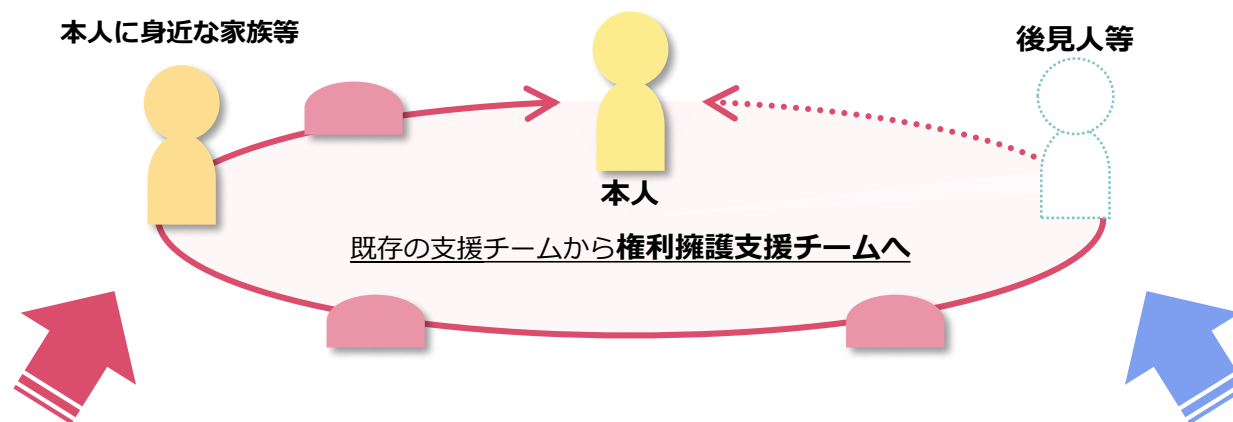 本人に身近な家族等
後見人等
本人
既存の支援チームから権利擁護支援チームへ